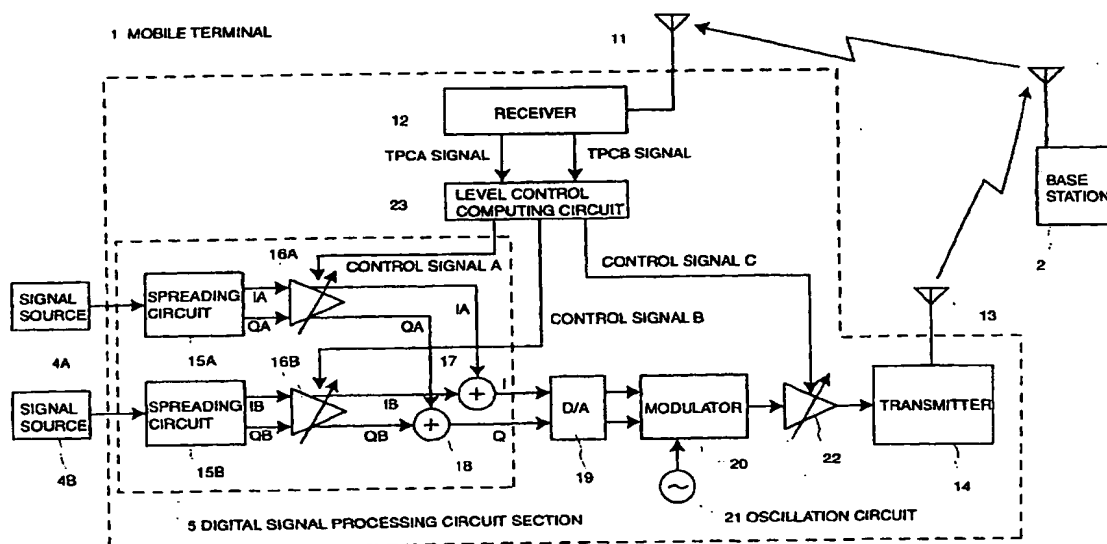 1 MOBILE TERMINAL
11
12
RECEIVER
TPCA SIGNAL
TPCB SIGNAL
23
LEVEL CONTROL
COMPUTING CIRCUIT
BASE
STATION
2
16A
CONTROL SIGNAL A
CONTROL SIGNAL C
SIGNAL
SOURCE
SPREADING
CIRCUIT
IA
QA
IA
QA
CONTROL SIGNAL B
13
4A
15A
16B
17
SIGNAL
SOURCE
SPREADING
CIRCUIT
IB
QB
IB
QB
I
Q
D/A
MODULATOR
TRANSMITTER
4B
15B
18
19
20
22
14
5 DIGITAL SIGNAL PROCESSING CIRCUIT SECTION
21 OSCILLATION CIRCUIT